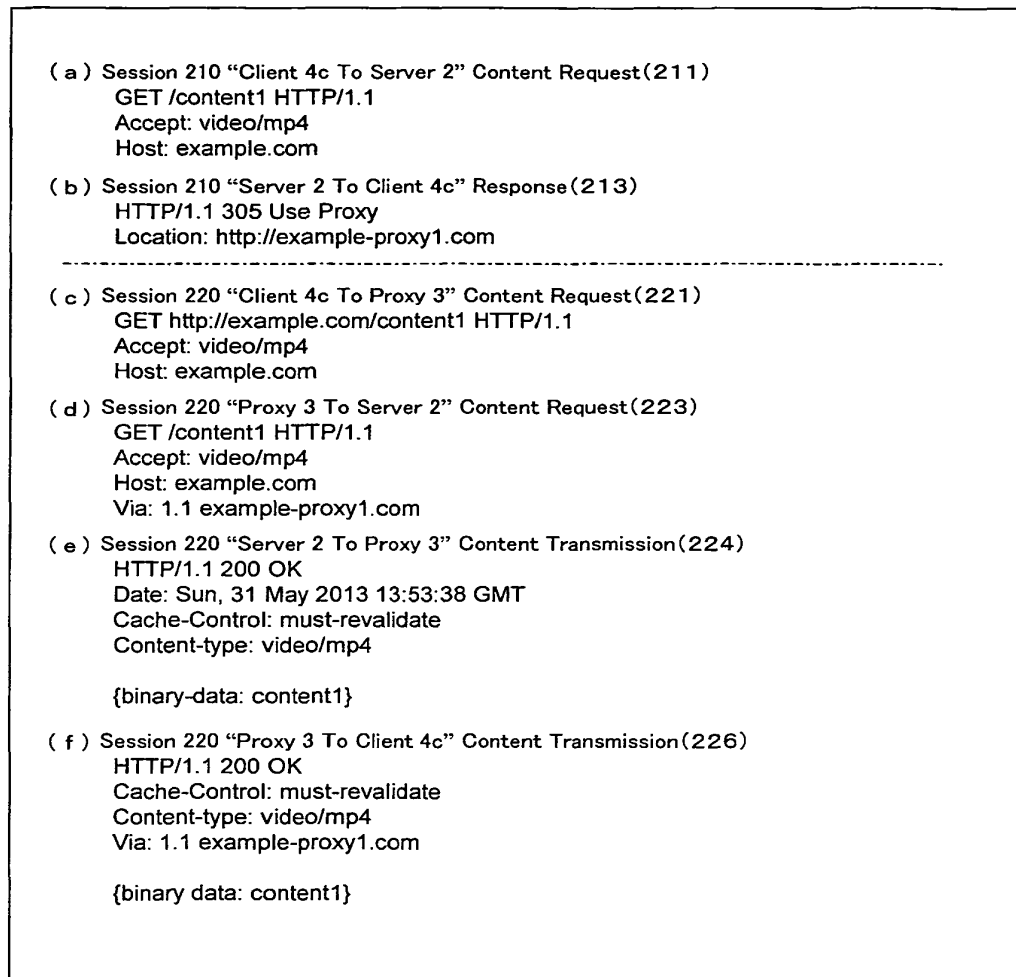 (a) Session 210 “Client 4c To Server 2” Content Request(211)
GET /content1 HTTP/1.1
Accept: video/mp4
Host: example.com
(b) Session 210 “Server 2 To Client 4c” Response(213)
HTTP/1.1 305 Use Proxy
Location: http://example-proxy1.com
(c) Session 220 “Client 4c To Proxy 3” Content Request(221)
GET http://example.com/content1 HTTP/1.1
Accept: video/mp4
Host: example.com
(d) Session 220 “Proxy 3 To Server 2” Content Request(223)
GET /content1 HTTP/1.1
Accept: video/mp4
Host: example.com
Via: 1.1 example-proxy1.com
(e) Session 220 “Server 2 To Proxy 3” Content Transmission(224)
HTTP/1.1 200 OK
Date: Sun, 31 May 2013 13:53:38 GMT
Cache-Control: must-revalidate
Content-type: video/mp4
{binary-data: content1}
(f) Session 220 “Proxy 3 To Client 4c” Content Transmission(226)
HTTP/1.1 200 OK
Cache-Control: must-revalidate
Content-type: video/mp4
Via: 1.1 example-proxy1.com
{binary data: content1}